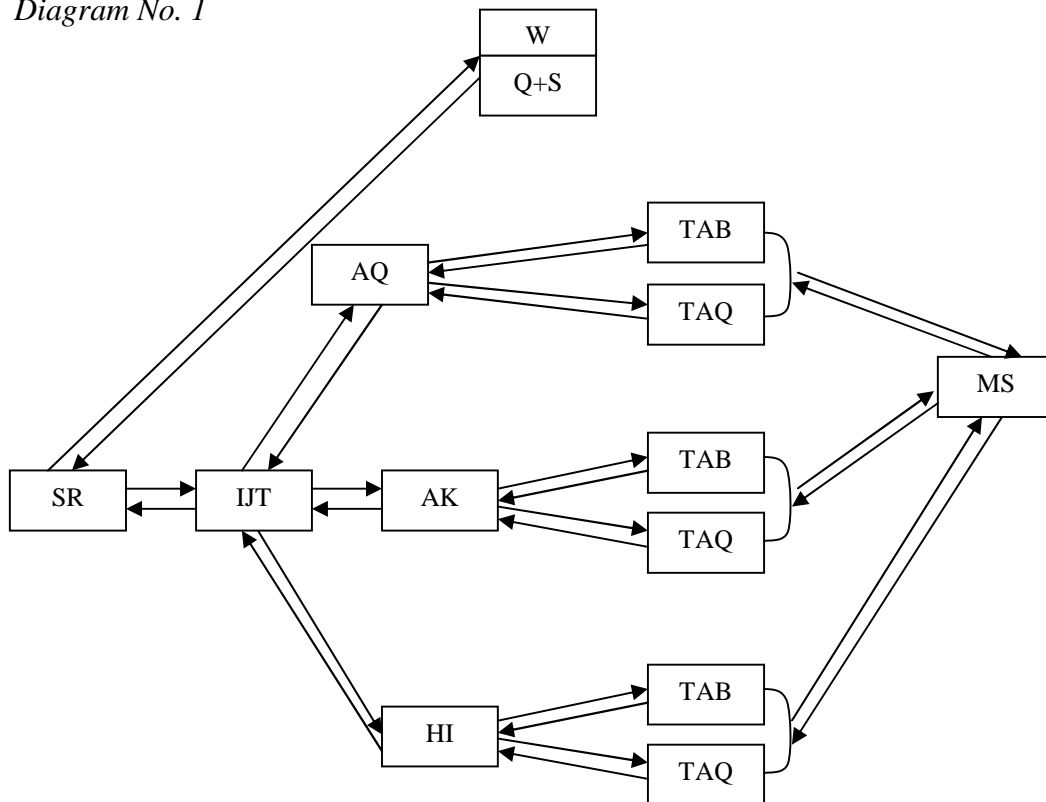 Diagram No. 1
W
Q+S
TAB
AQ
TAQ
MS
TAB
SR
IJT
AK
TAQ
TAB
HI
TAQ